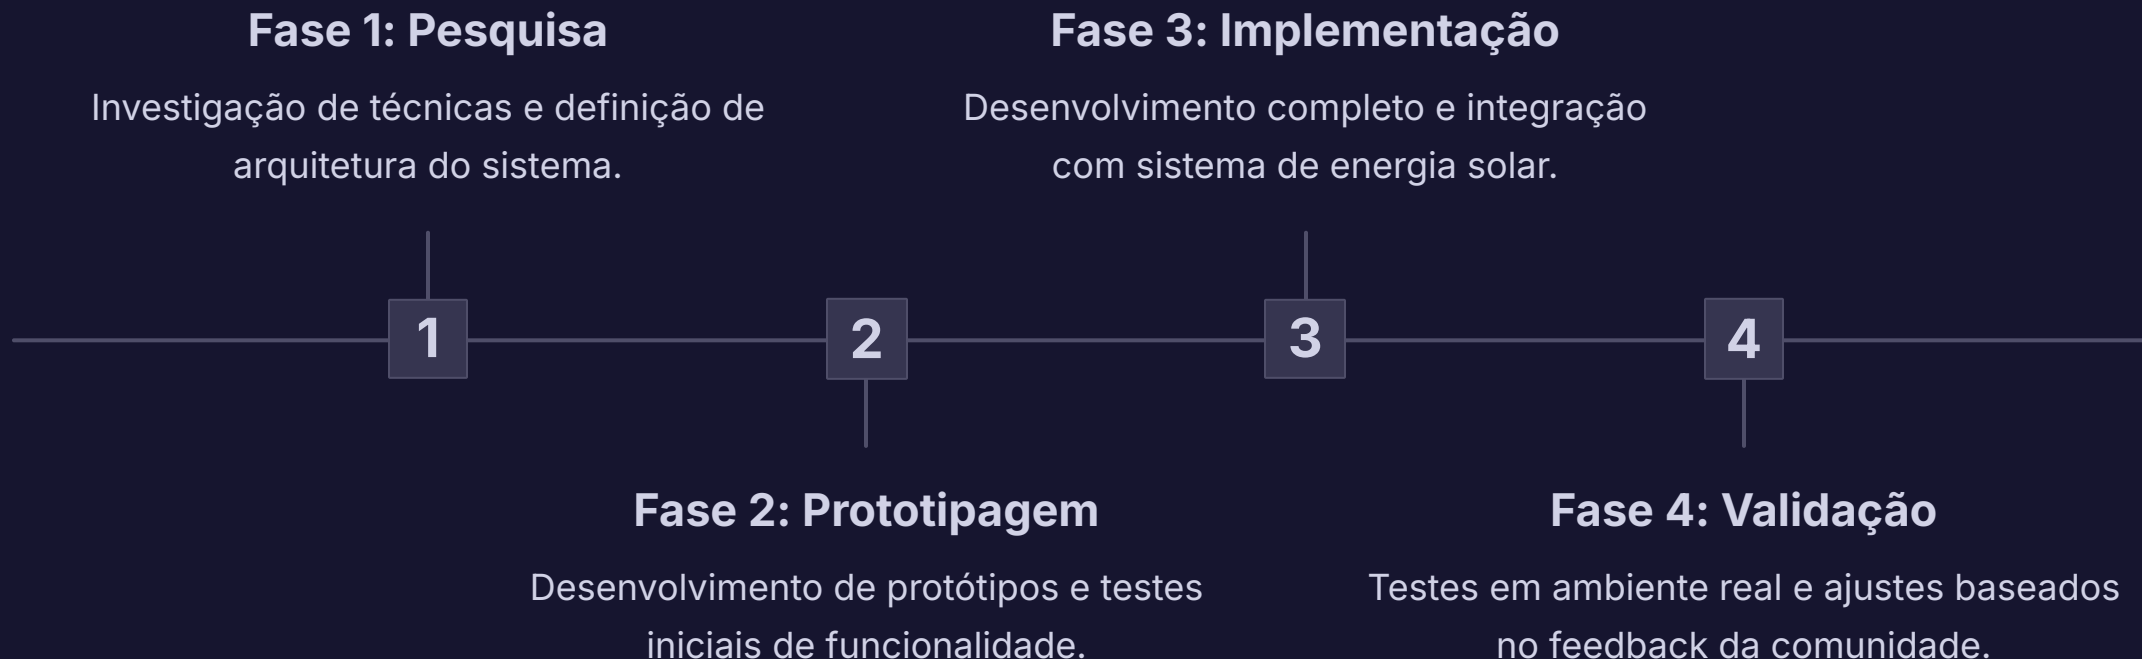 Fase 1: Pesquisa
Investigação de técnicas e definição de
arquitetura do sistema.
Fase 3: Implementação
Desenvolvimento completo e integração
com sistema de energia solar.
1
2
3
4
Fase 2: Prototipagem
Desenvolvimento de protótipos e testes
iniciais de funcionalidade.
Fase 4: Validação
Testes em ambiente real e ajustes baseados
no feedback da comunidade.